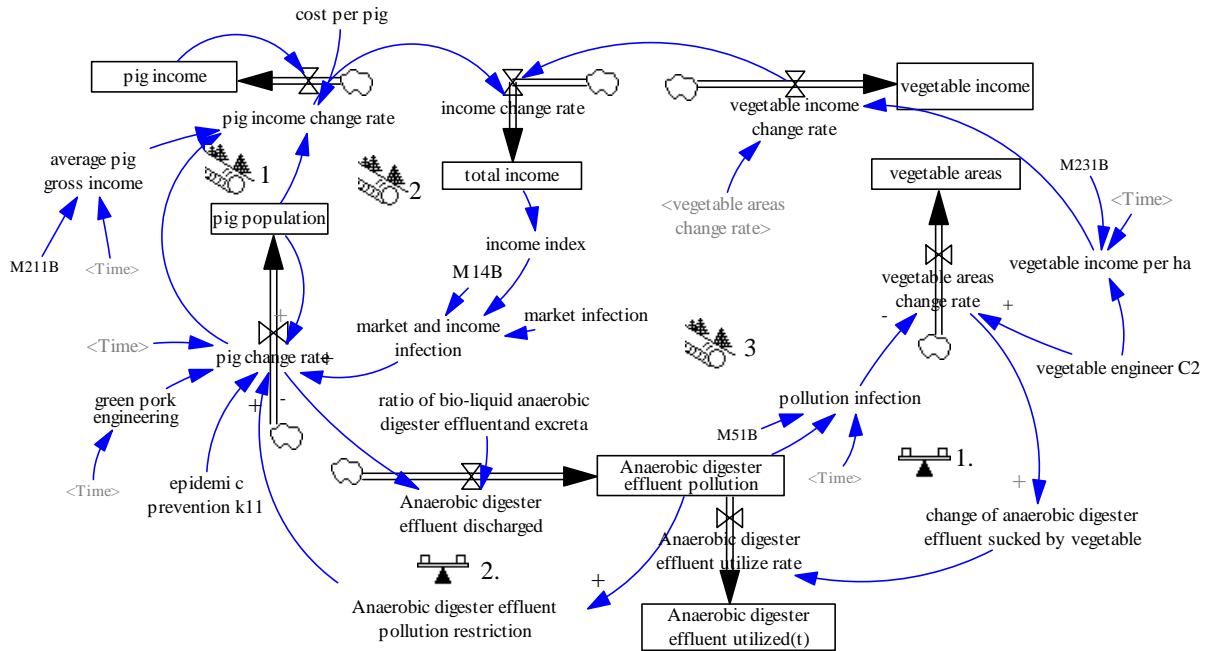 cost per pig
pig income
pig income change rate
income change rate
vegetable income
change rate
vegetable income
average pig
gross income
1
2
total income
vegetable areas
M231B
<Time>
<vegetable areas
change rate>
pig population
M211B
<Time>
income index
M14B
vegetable areas
change rate
vegetable income per ha
+
-
+
market and income
infection
market infection
3
<Time>
pig change rate
+
vegetable engineer C2
green pork
engineering
+
-
ratio of bio-liquid anaerobic
digester effluentand excreta
pollution infection
M51B
<Time>
epidemi c
prevention k11
<Time>
Anaerobic digester
effluent pollution
1.
+
Anaerobic digester
effluent discharged
change of anaerobic digester
effluent sucked by vegetable
Anaerobic digester
effluent utilize rate
2.
+
Anaerobic digester effluent
pollution restriction
Anaerobic digester
effluent utilized(t)